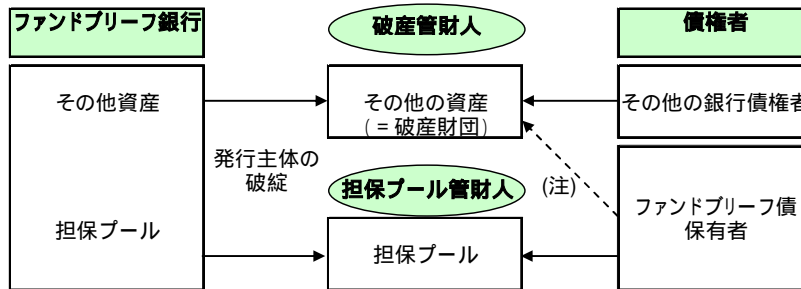 ファンドブリーフ銀行
破産管財人
債権者
その他資産
その他の資産
(=破産財団)
その他の銀行債権者
発行主体の
破綻
担保プール管財人
(注)
ファンドブリーフ債
保有者
担保プール
担保プール